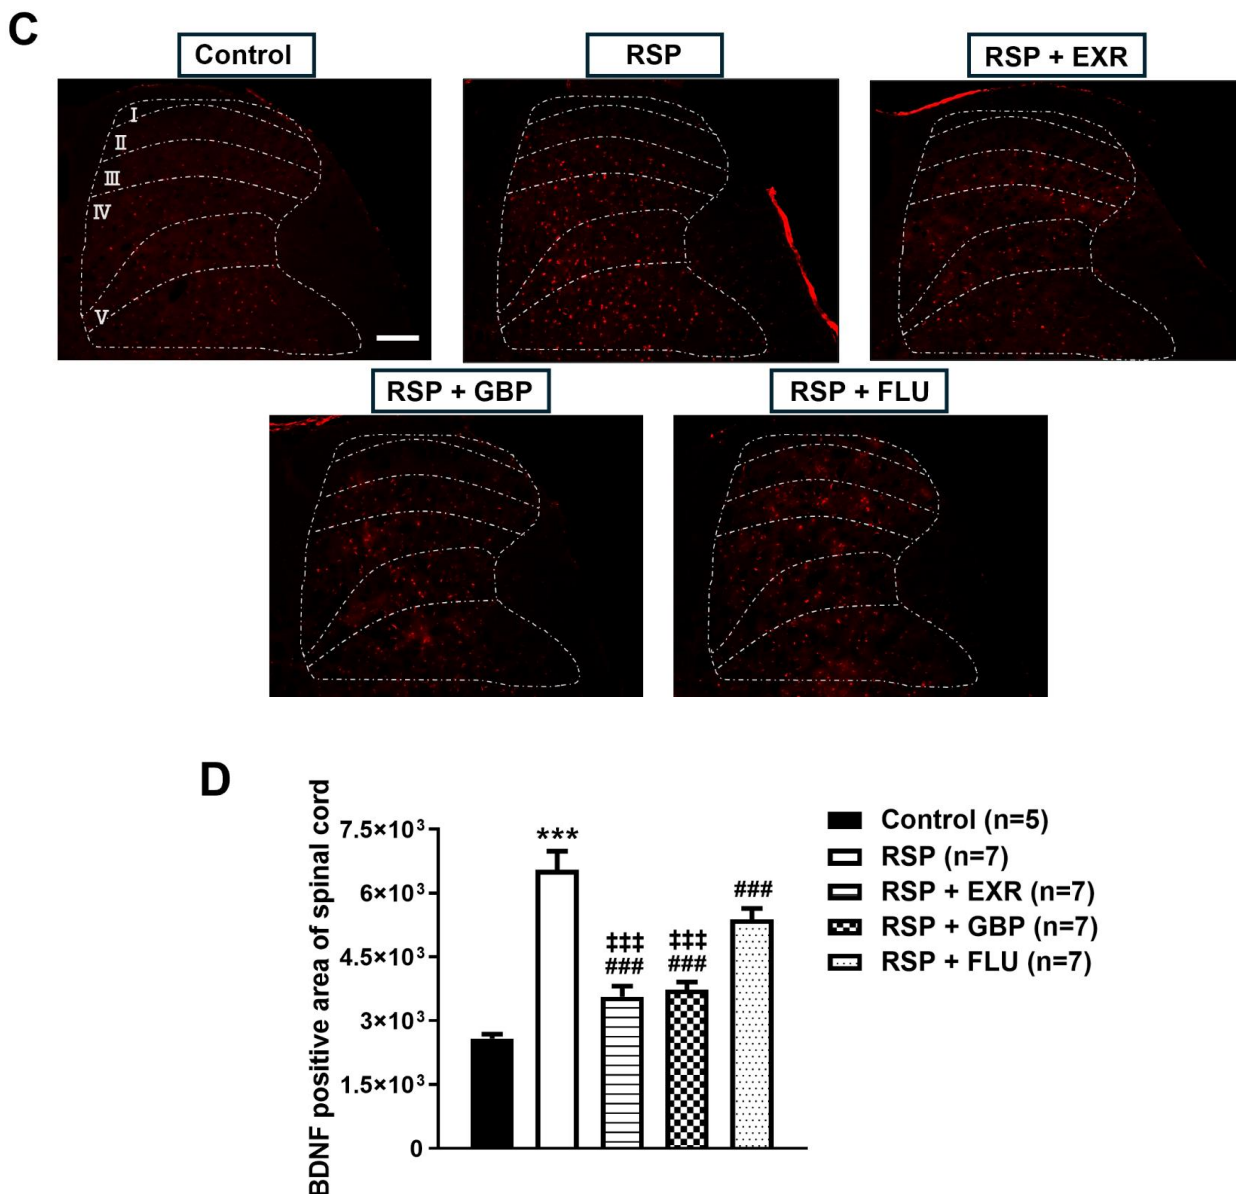 C
Control
RSP
RSP + EXR
I
II
III
IV
V
RSP + GBP
RSP + FLU
D
BDNF positive area of spinal cord
7.5×10³
6×10³
4.5×10³
3×10³
1.5×10³
0
***
‡‡‡
###
‡‡‡
###
###
Control (n=5)
RSP (n=7)
RSP + EXR (n=7)
RSP + GBP (n=7)
RSP + FLU (n=7)